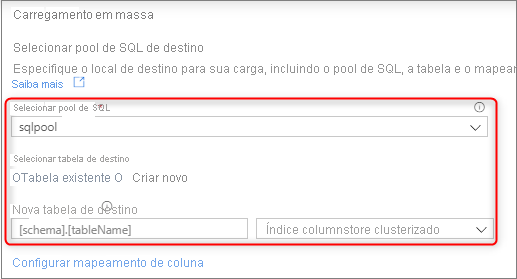 Carregamento em massa
Selecionar pool de SQL de destino
Especifique o local de destino para sua carga, incluindo o pool de SQL, a tabela e o mapear
Saiba mais
Selecionar pool de SQL
sqlpool
Selecionar tabela de destino
OTabela existente O Criar novo
Nova tabela de destino
[schema].[tableName] Índice columnstore clusterizado
Configurar mapeamento de coluna